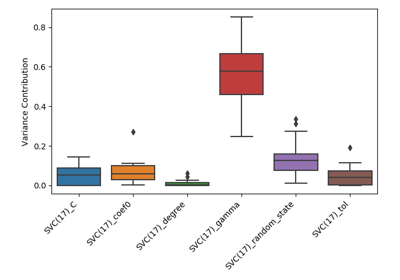 Variance Contribution
0.8
0.6
0.4
0.2
0.0
SVC(17)_C
SVC(17)_coef0
SVC(17)_degree
SVC(17)_gamma
SVC(17)_random_state
SVC(17)_tol